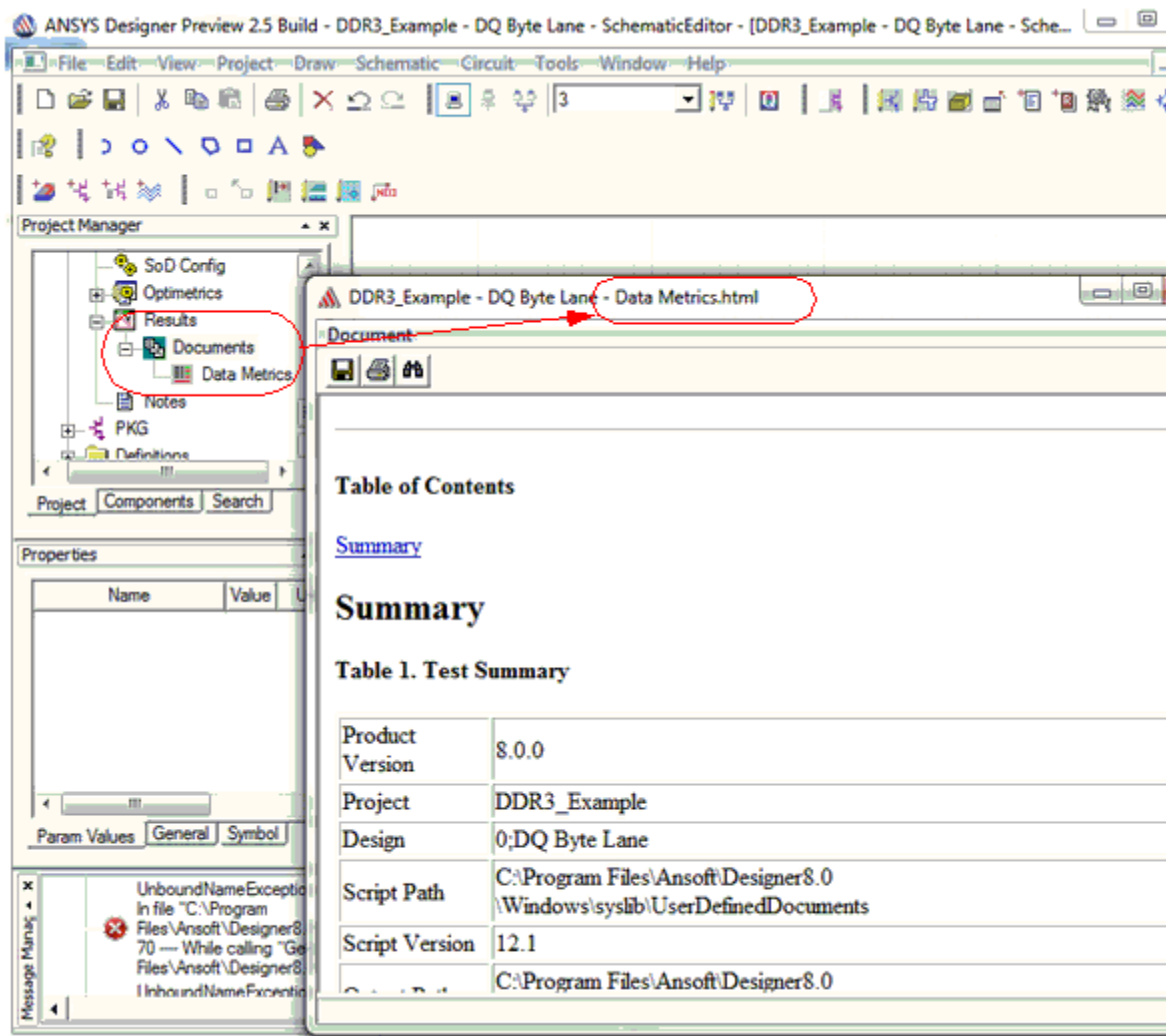 ANSYS Designer Preview 2.5 Build - DDR3_Example - DQ Byte Lane - SchematicEditor - [DDR3_Example - DQ Byte Lane - Sche...
File Edit View Project Draw Schematic Circuit Tools Window Help
3
Project Manager
SoD Config
Optimetrics
Results
Documents
Data Metrics
Notes
PKG
Definitions
Project Components Search
Properties
Name Value
Param Values General Symbol
Message Manag
UnboundNameExceptio
In file "C:\Program
Files\Ansoft\Designer8.
70 --- While calling "Ge
Files\Ansoft\Designer8.
UnboundNameExceptio
DDR3_Example - DQ Byte Lane - Data Metrics.html
Document
Table of Contents
Summary
Summary
Table 1. Test Summary
Product Version 8.0.0
Project DDR3_Example
Design 0;DQ Byte Lane
Script Path C:\Program Files\Ansoft\Designer8.0
\Windows\syslib\UserDefinedDocuments
Script Version 12.1
C:\Program Files\Ansoft\Designer8.0